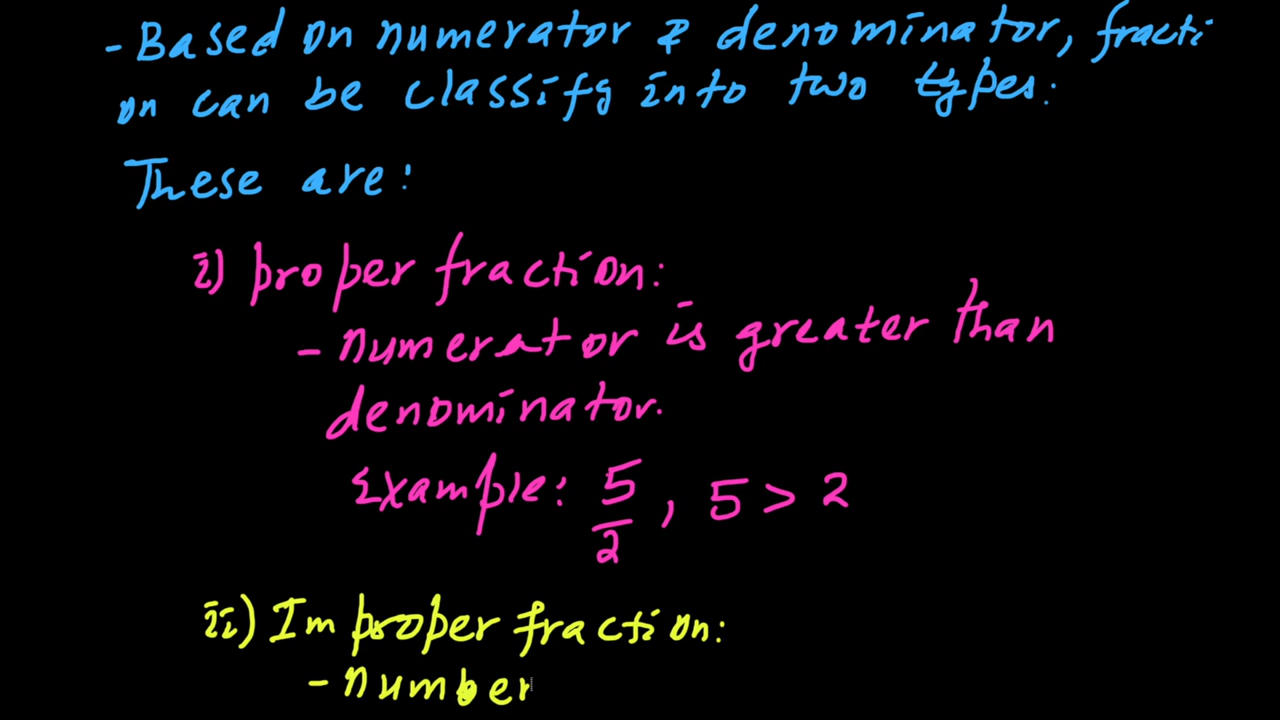 - Based on numerator & denominator, fracti
on can be classify into two types:
These are:
i) proper fraction:
- numerator is greater than
denominator.
Example: 5/2, 5 > 2
ii) Improper fraction:
- number